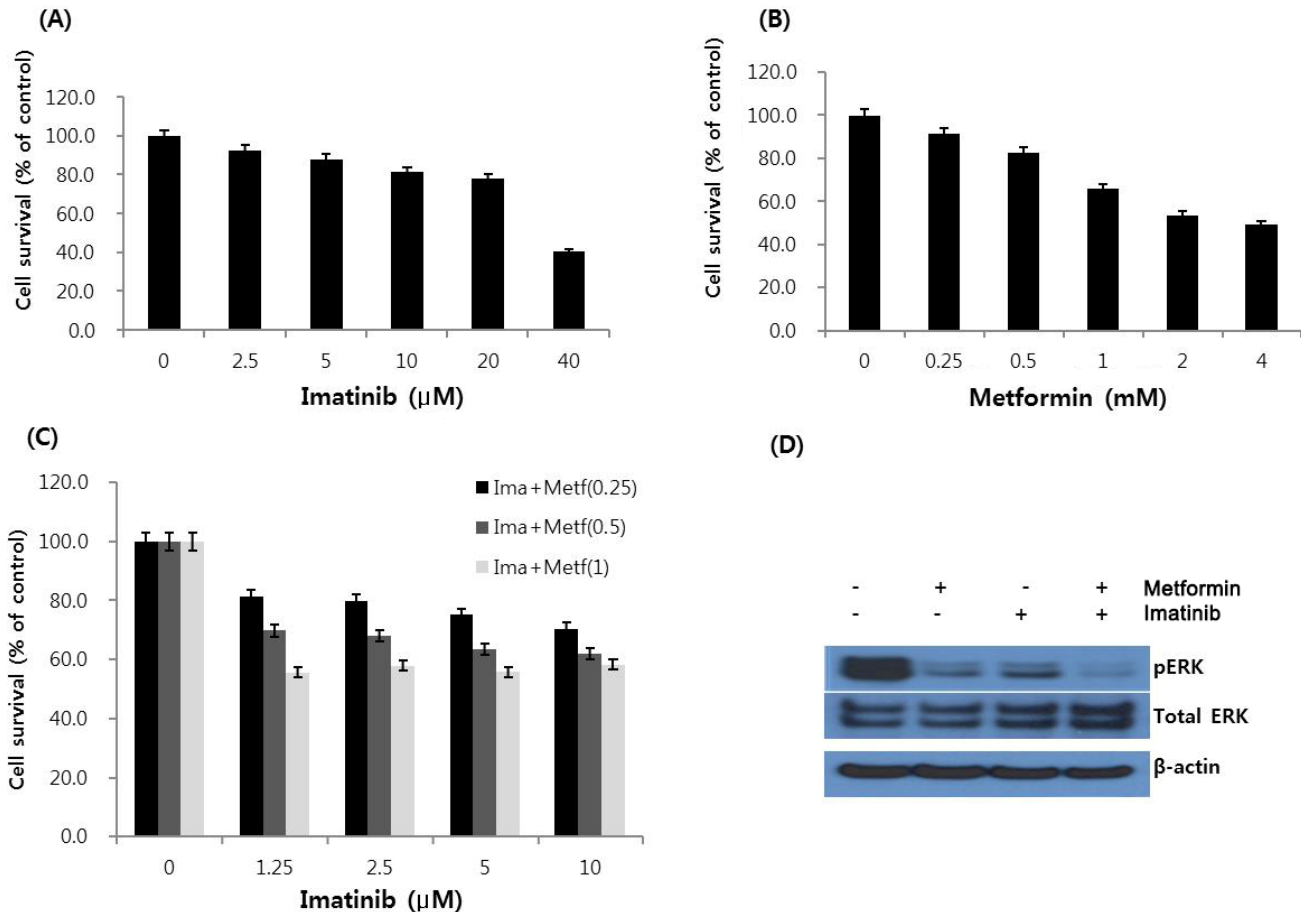 (A)
Cell survival (% of control)
120.0
100.0
80.0
60.0
40.0
20.0
0.0
0 2.5 5 10 20 40
Imatinib (μM)
(B)
Cell survival (% of control)
120.0
100.0
80.0
60.0
40.0
20.0
0.0
0 0.25 0.5 1 2 4
Metformin (mM)
(C)
Cell survival (% of control)
120.0
100.0
80.0
60.0
40.0
20.0
0.0
Ima+Metf(0.25)
Ima+Metf(0.5)
Ima+Metf(1)
0 1.25 2.5 5 10
Imatinib (μM)
(D)
- + - + Metformin
- - + + Imatinib
pERK
Total ERK
β-actin